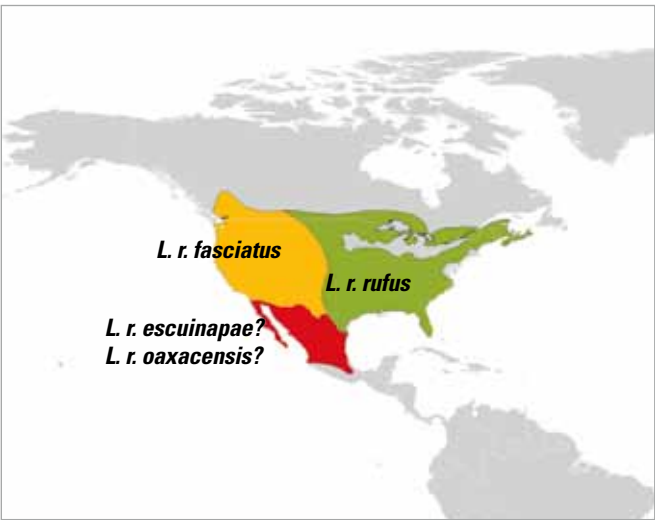 L. r. fasciatus
L. r. rufus
L. r. escuinapae?
L. r. oaxacensis?